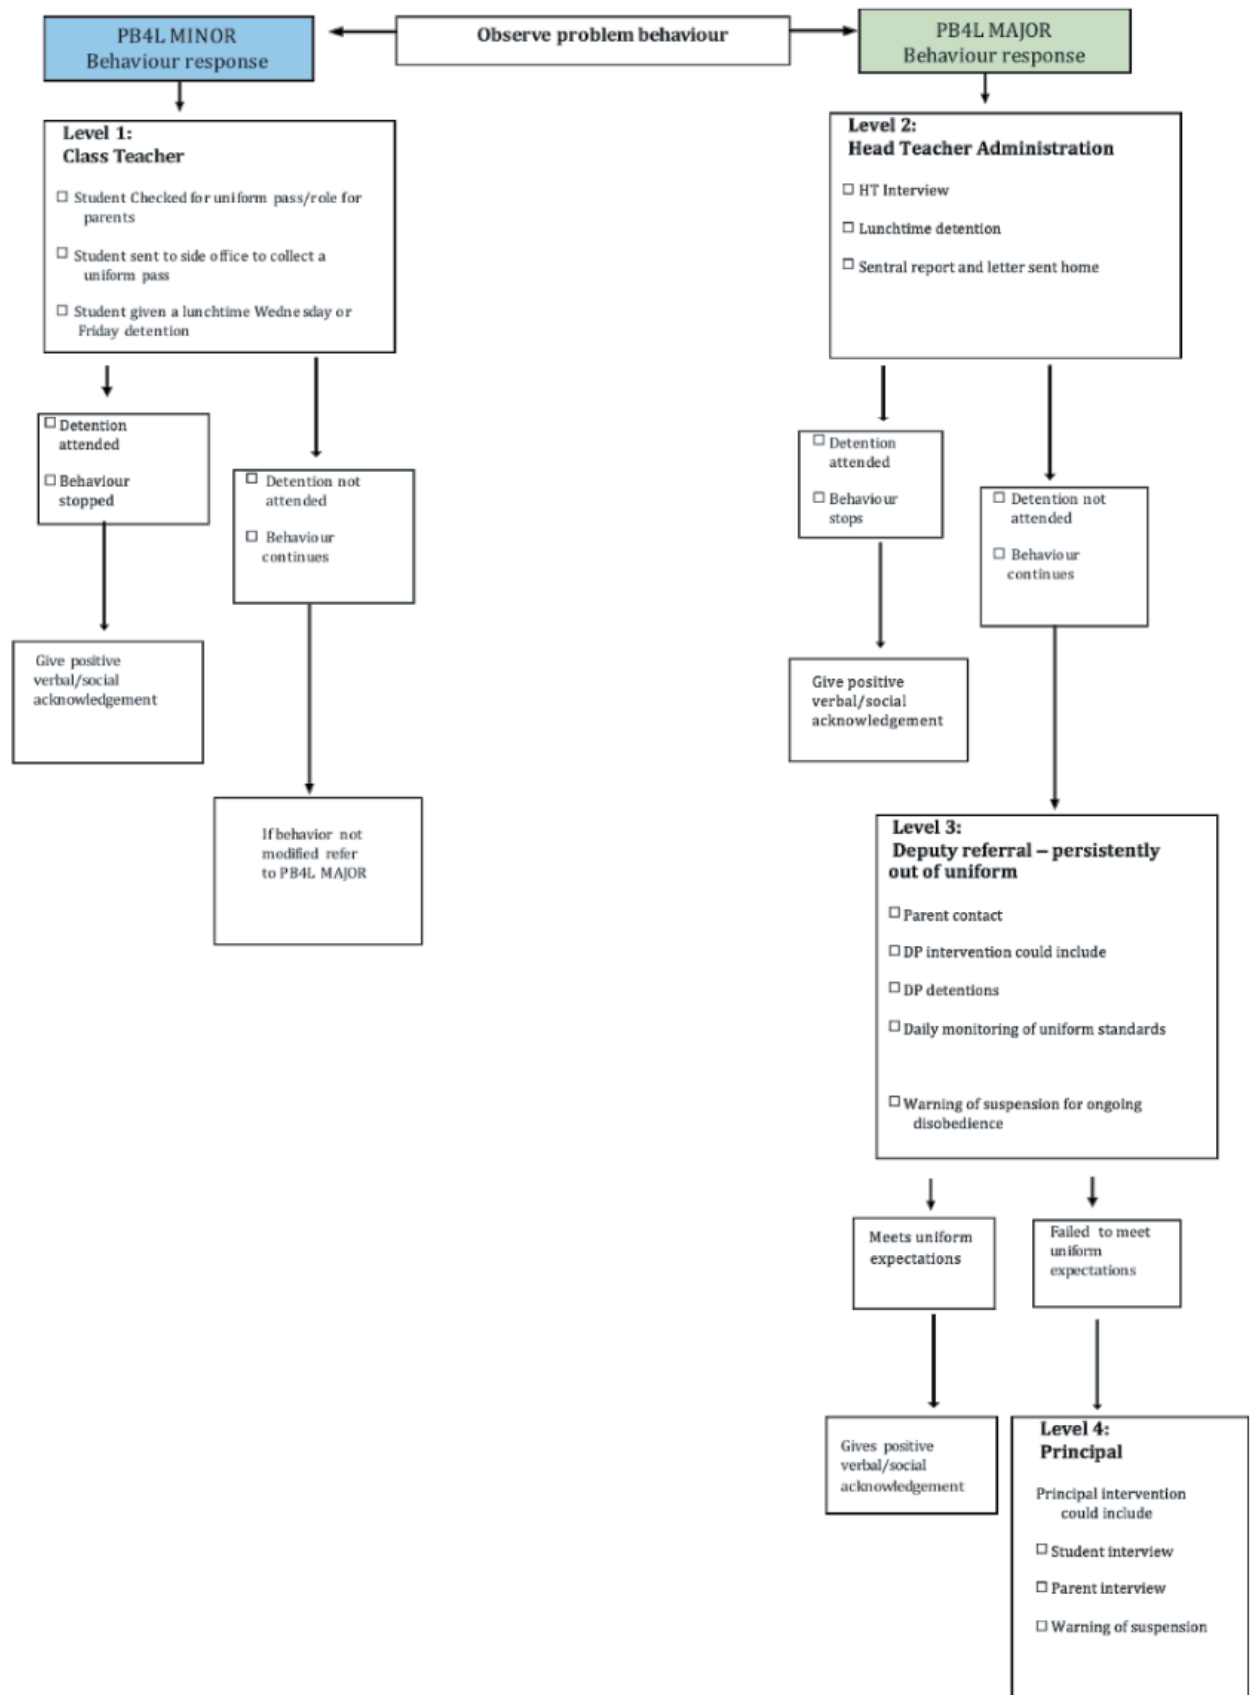 PB4L MINOR
Behaviour response
Observe problem behaviour
PB4L MAJOR
Behaviour response
Level 1:
Class Teacher
☐ Student Checked for uniform pass/role for
parents
☐ Student sent to side office to collect a
uniform pass
☐ Student given a lunchtime Wednesday or
Friday detention
Level 2:
Head Teacher Administration
☐ HT Interview
☐ Lunchtime detention
☐ Sentral report and letter sent home
☐ Detention
attended
☐ Behaviour
stopped
☐ Detention not
attended
☐ Behaviour
continues
☐ Detention
attended
☐ Behaviour
stops
☐ Detention not
attended
☐ Behaviour
continues
Give positive
verbal/social
acknowledgement
Give positive
verbal/social
acknowledgement
If behavior not
modified refer
to PB4L MAJOR
Level 3:
Deputy referral – persistently
out of uniform
☐ Parent contact
☐ DP intervention could include
☐ DP detentions
☐ Daily monitoring of uniform standards
☐ Warning of suspension for ongoing
disobedience
Meets uniform
expectations
Failed to meet
uniform
expectations
Gives positive
verbal/social
acknowledgement
Level 4:
Principal
Principal intervention
could include
☐ Student interview
☐ Parent interview
☐ Warning of suspension